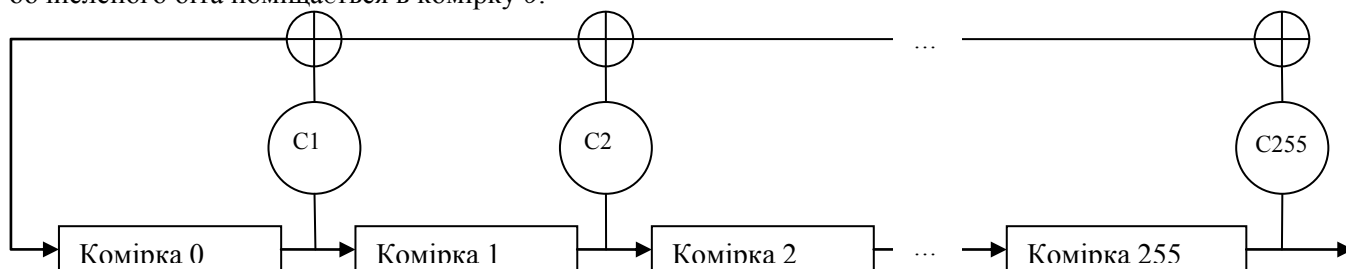 обчисленого біта поміщається в комірку 0.
...
C1 C2 C255
Комірка 0 Комірка 1 Комірка 2 ... Комірка 255